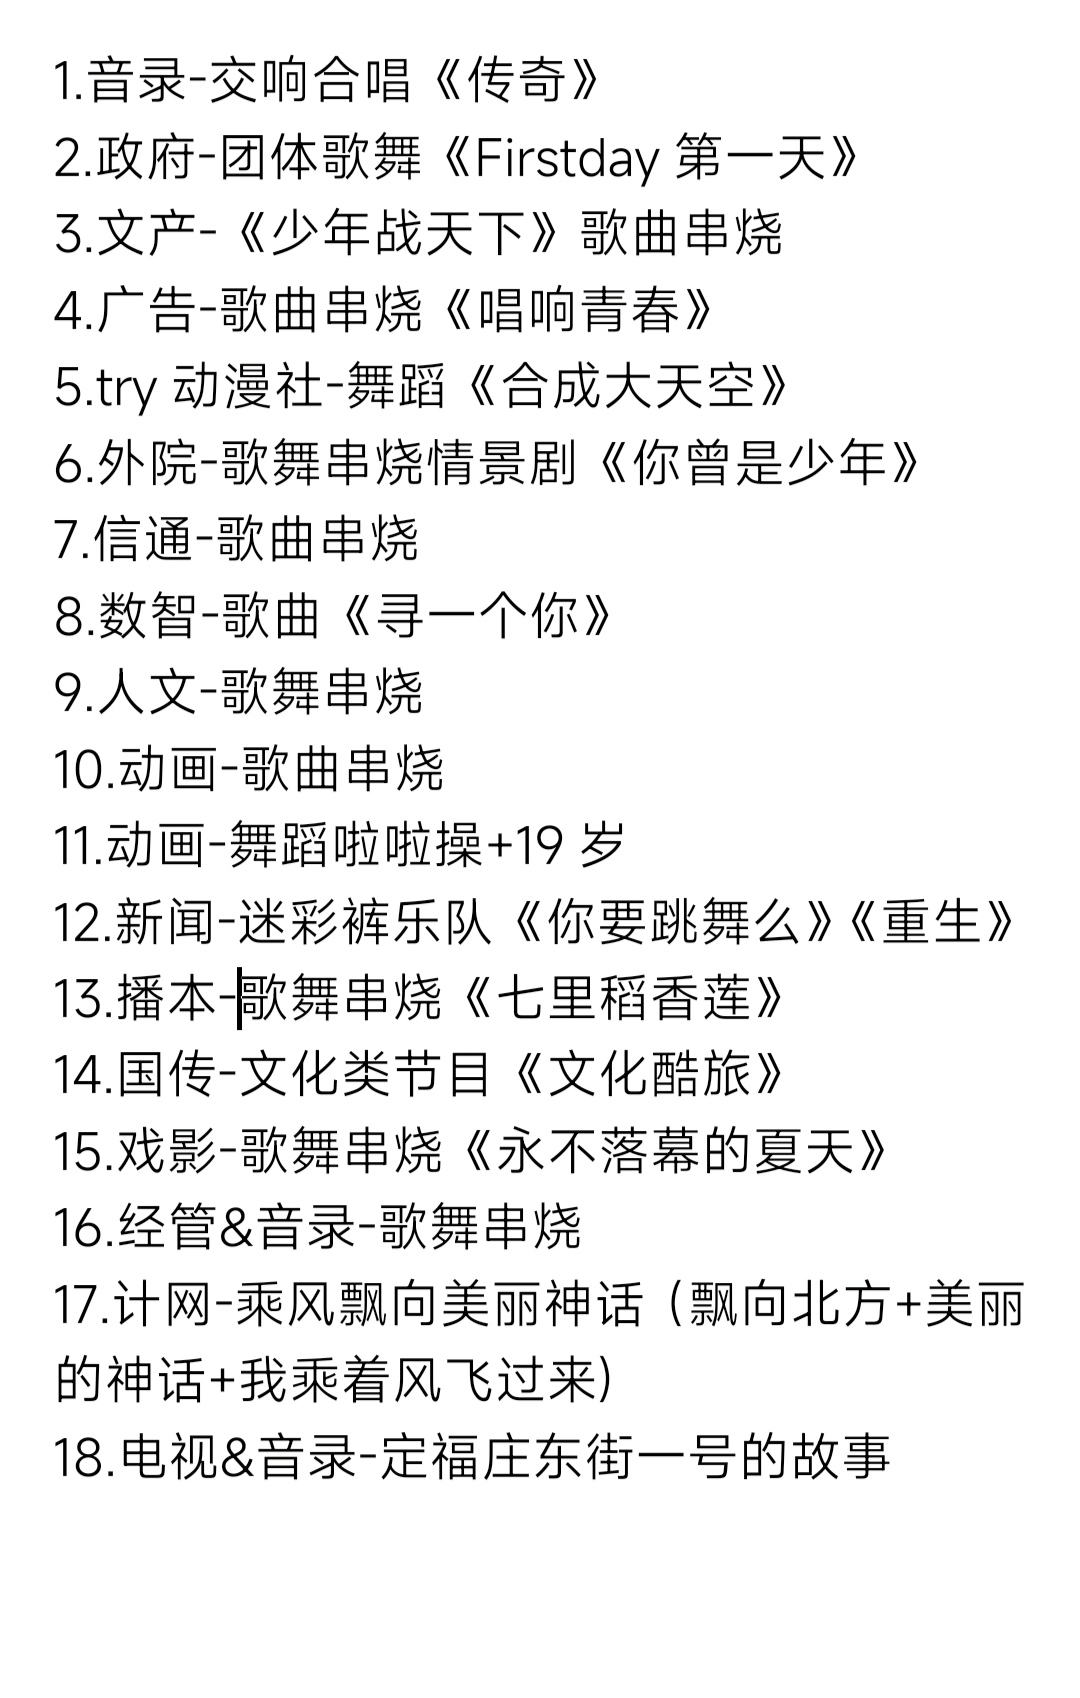 1.音录-交响合唱《传奇》
2.政府-团体歌舞《Firstday 第一天》
3.文产-《少年战天下》歌曲串烧
4.广告-歌曲串烧《唱响青春》
5.try 动漫社-舞蹈《合成大天空》
6.外院-歌舞串烧情景剧《你曾是少年》
7.信通-歌曲串烧
8.数智-歌曲《寻一个你》
9.人文-歌舞串烧
10.动画-歌曲串烧
11.动画-舞蹈啦啦操+19 岁
12.新闻-迷彩裤乐队《你要跳舞么》《重生》
13.播本-歌舞串烧《七里稻香莲》
14.国传-文化类节目《文化酷旅》
15.戏影-歌舞串烧《永不落幕的夏天》
16.经管&音录-歌舞串烧
17.计网-乘风飘向美丽神话（飘向北方+美丽
的神话+我乘着风飞过来)
18.电视&音录-定福庄东街一号的故事